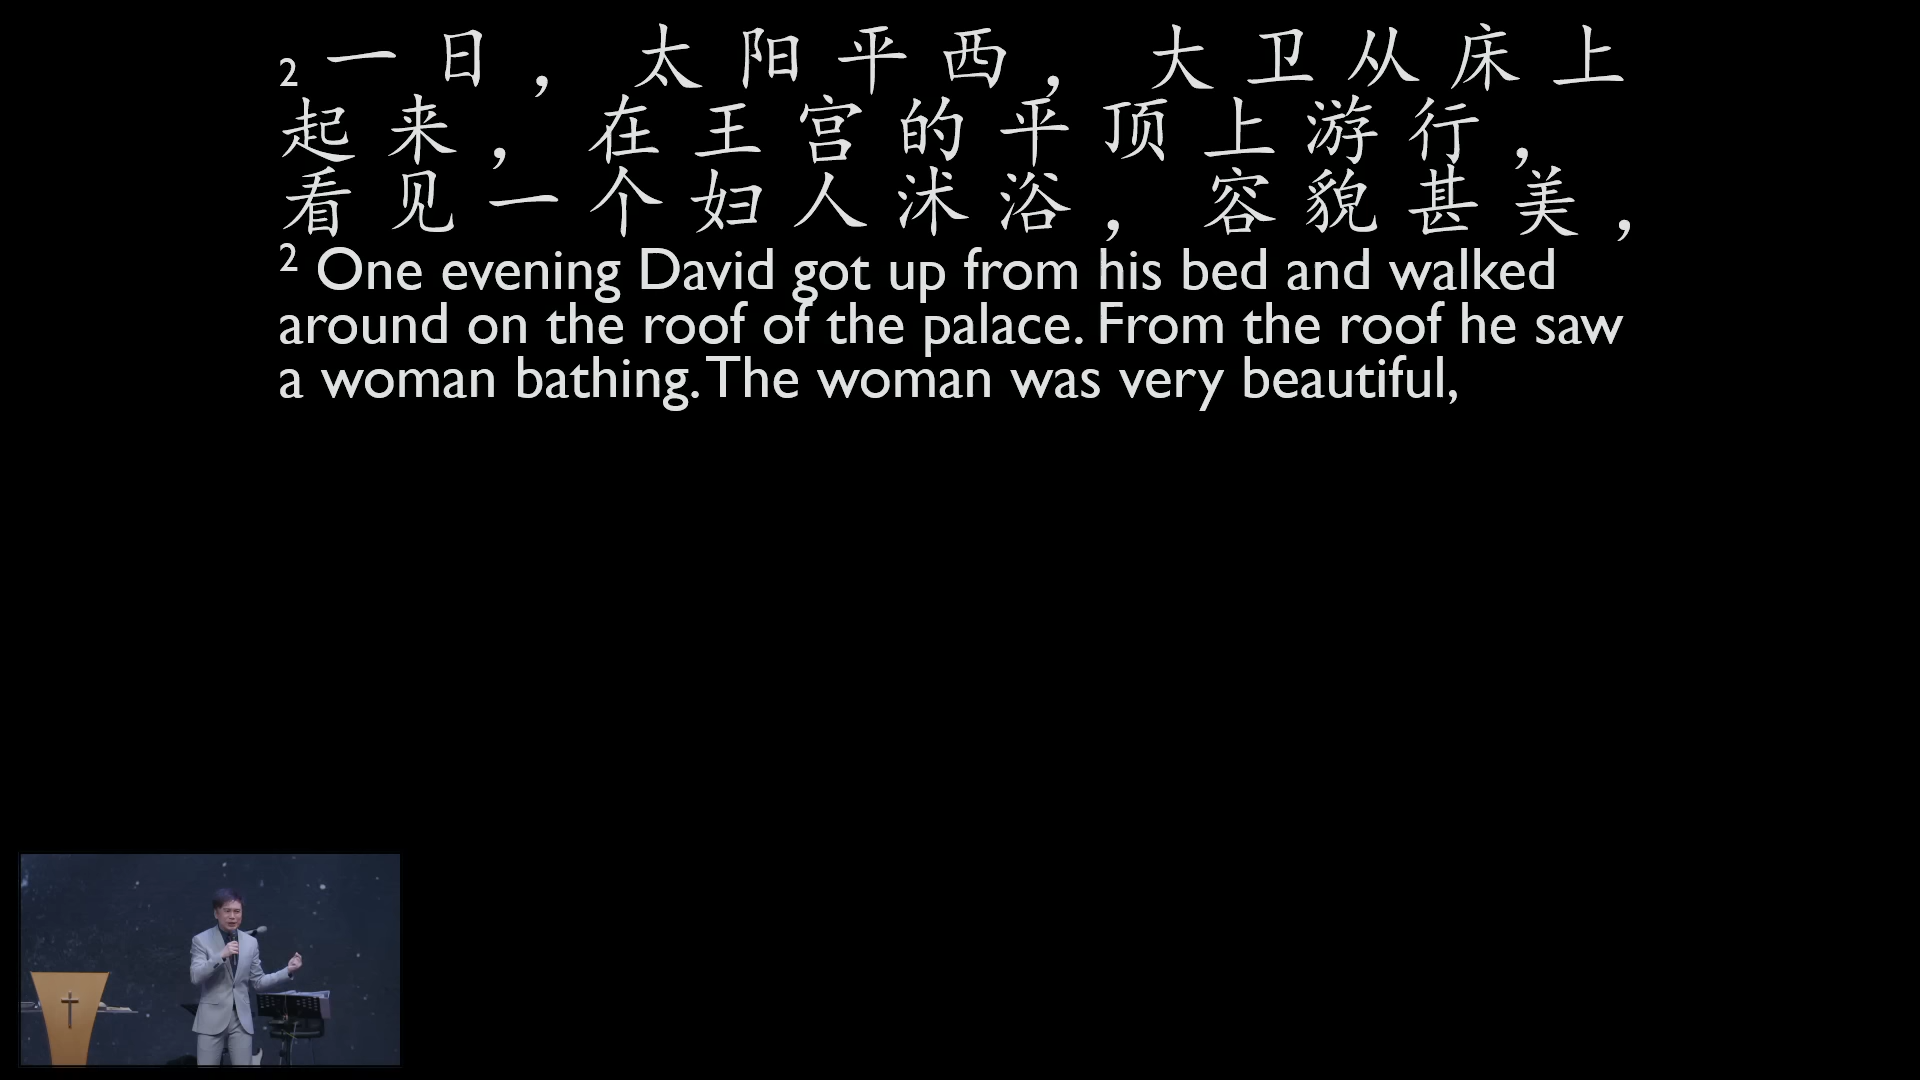 2 一日，太阳平西，大卫从床上
起来，在王宫的平顶上游行，
看见一个妇人沐浴，容貌甚美，
2 One evening David got up from his bed and walked
around on the roof of the palace. From the roof he saw
a woman bathing. The woman was very beautiful,